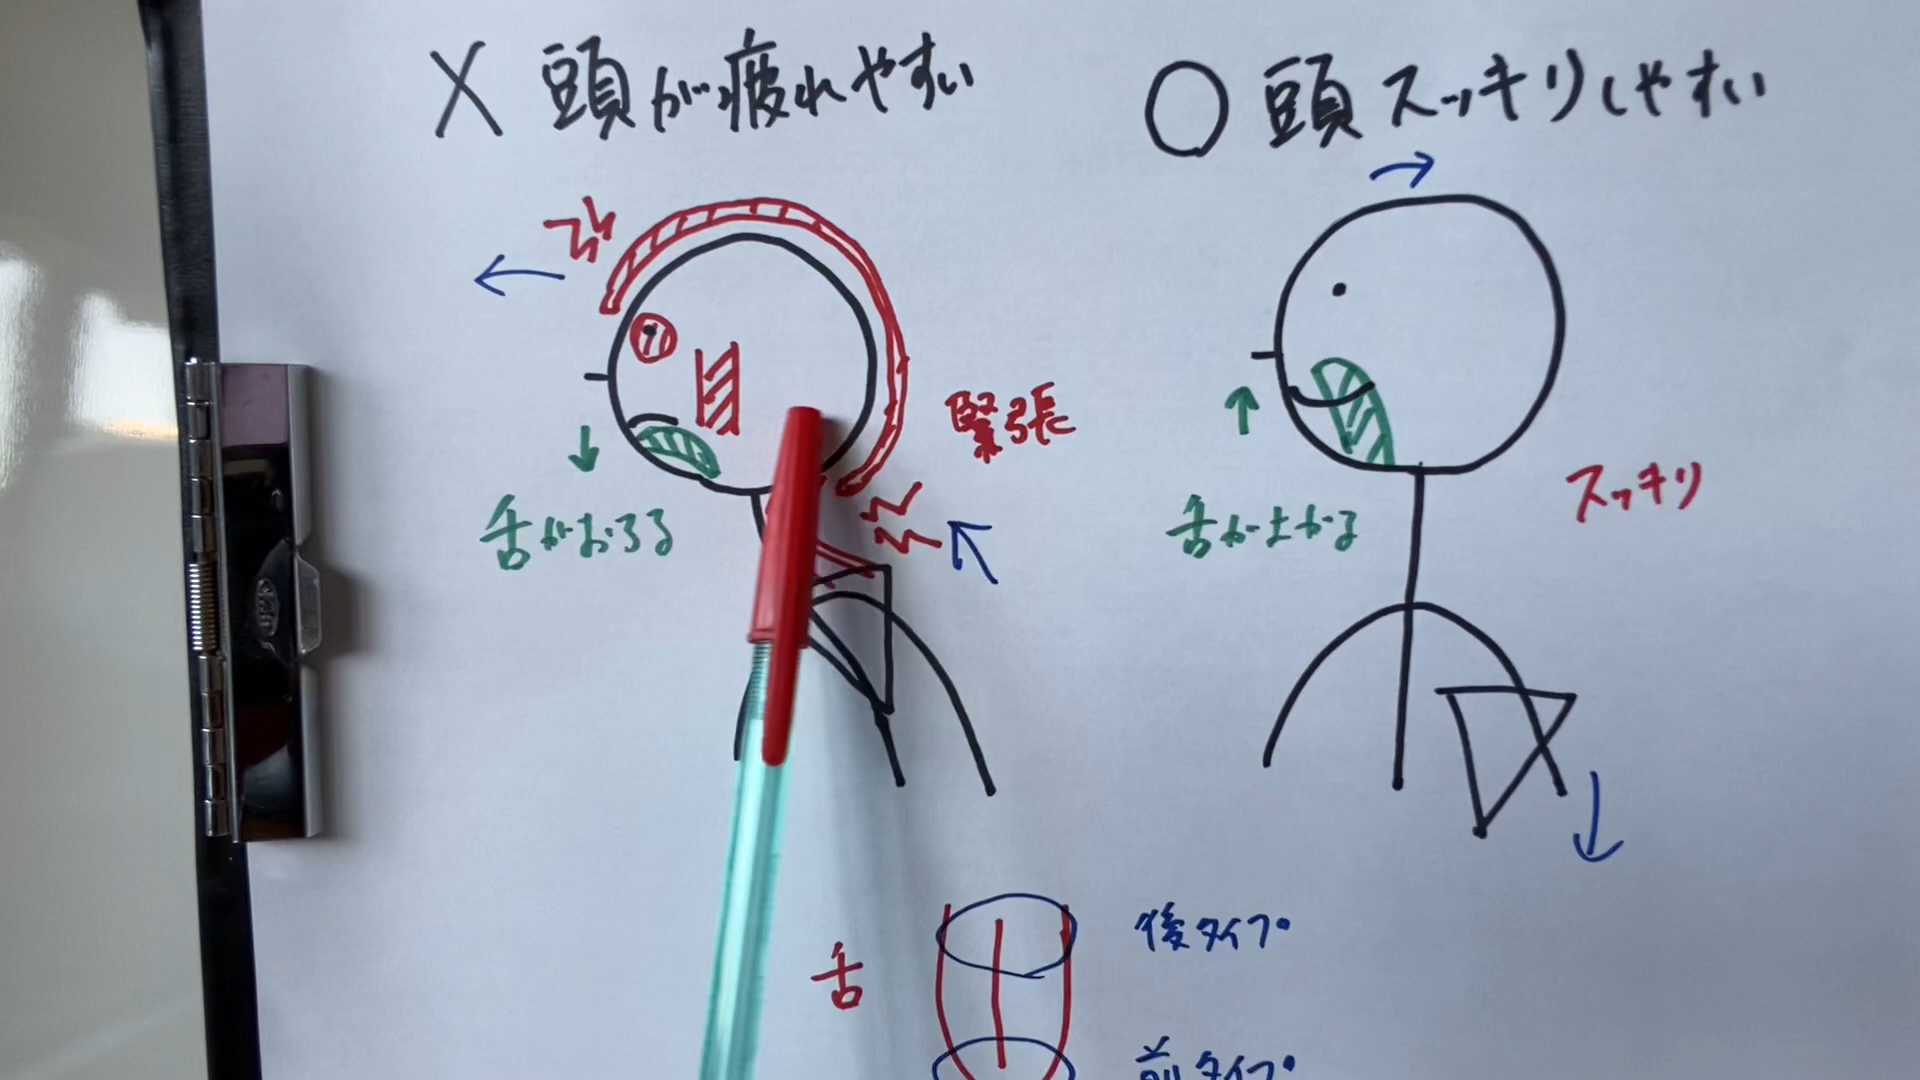 × 頭が疲れやすい
○ 頭スッキリしやすい
緊張
舌がおりる
舌が上がる
スッキリ
後タイプ
舌
前タイプ